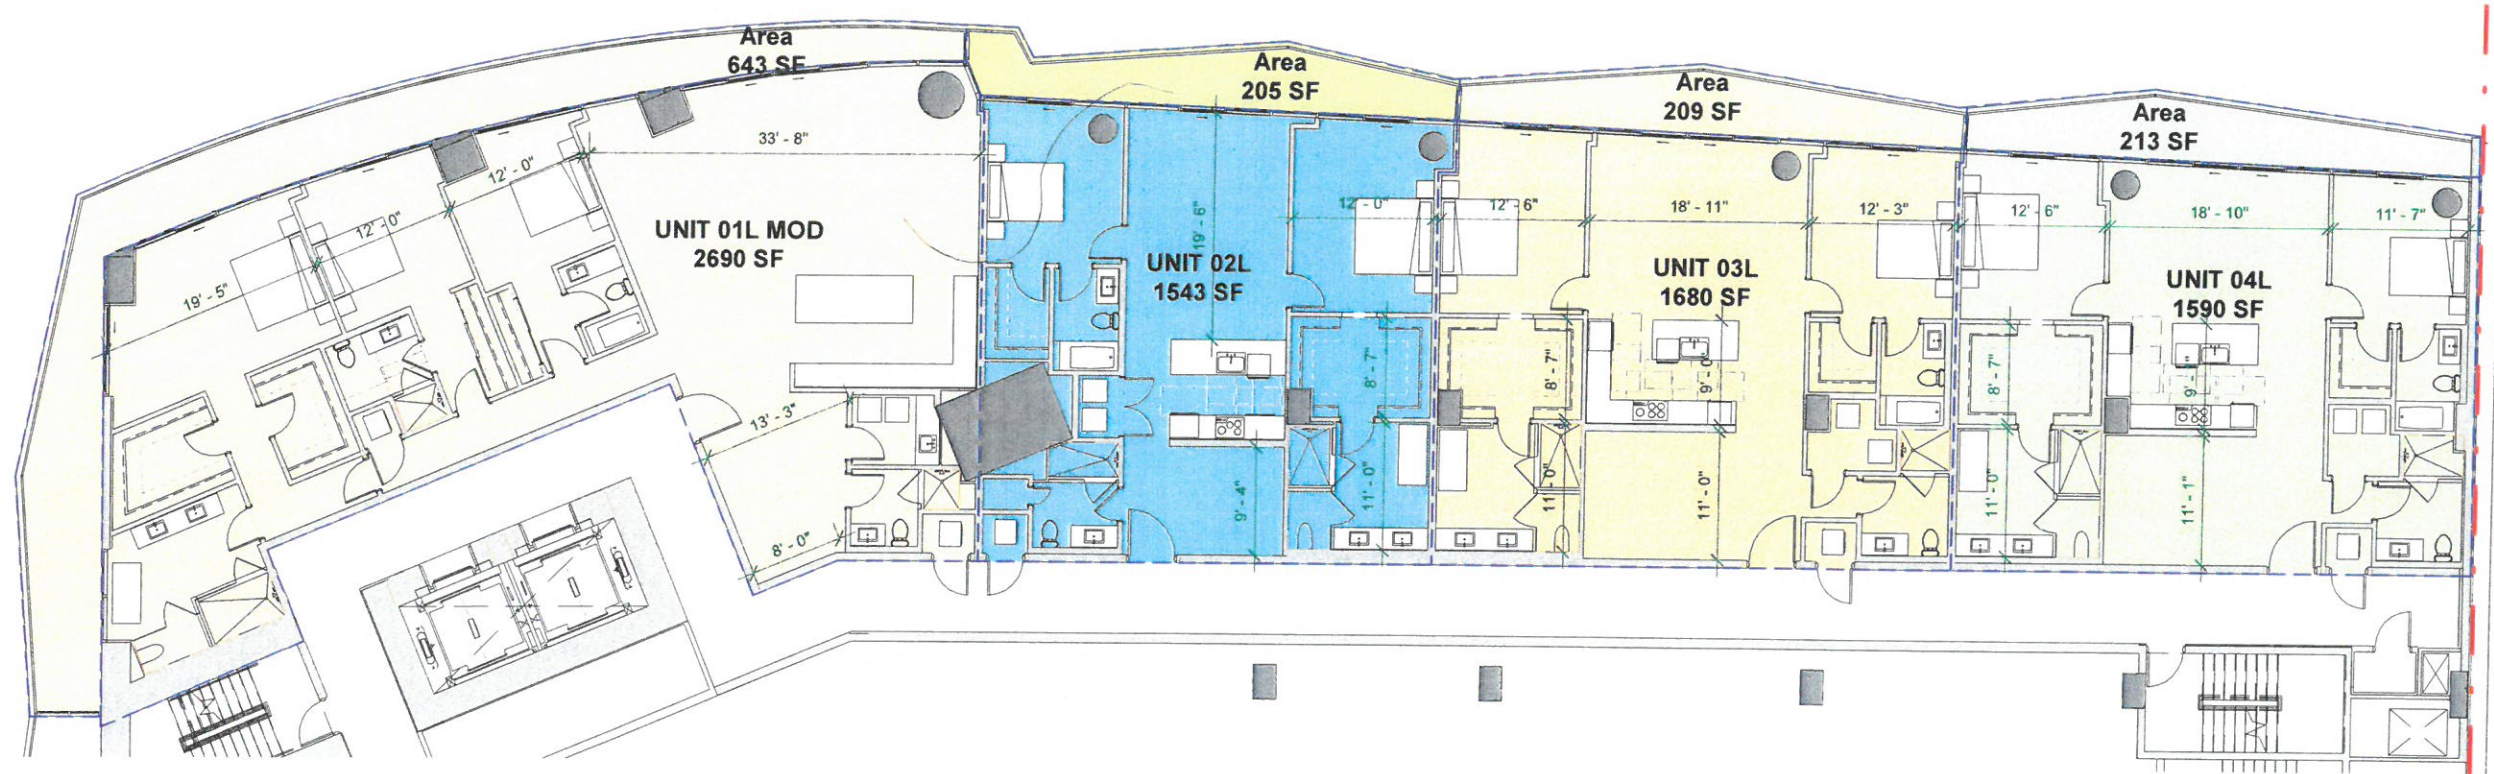 Area
643 SF
Area
205 SF
Area
209 SF
Area
213 SF
33' - 8"
12' - 0"
12' - 0"
19' - 5"
UNIT 01L MOD
2690 SF
13' - 3"
8' - 0"
19' - 6"
12' - 0"
UNIT 02L
1543 SF
8' - 7"
9' - 4"
11' - 0"
12' - 6"
18' - 11"
12' - 3"
UNIT 03L
1680 SF
8' - 7"
9' - 0"
11' - 0"
11' - 0"
12' - 6"
18' - 10"
11' - 7"
UNIT 04L
1590 SF
8' - 7"
11' - 0"
11' - 1"